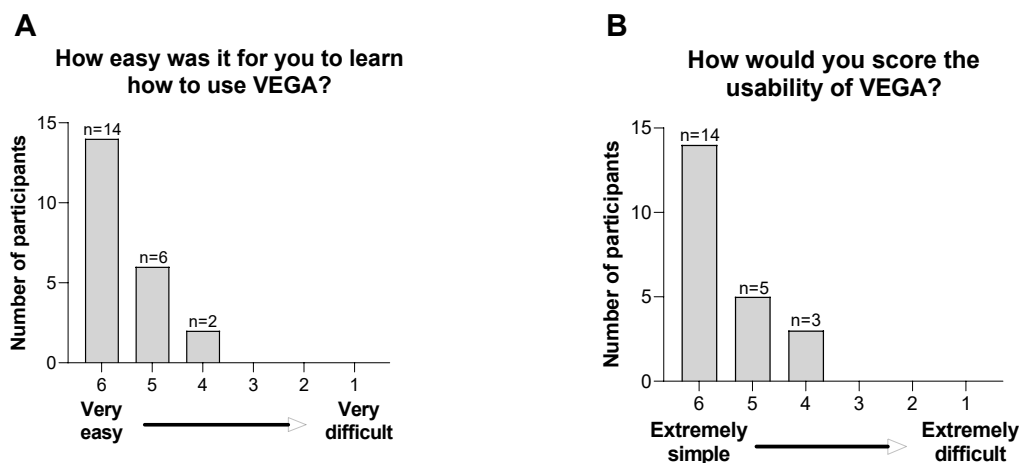 A
How easy was it for you to learn
how to use VEGA?
Number of participants
15
10
5
0
n=14
n=6
n=2
6 5 4 3 2 1
Very
easy
Very
difficult
B
How would you score the
usability of VEGA?
Number of participants
15
10
5
0
n=14
n=5
n=3
6 5 4 3 2 1
Extremely
simple
Extremely
difficult